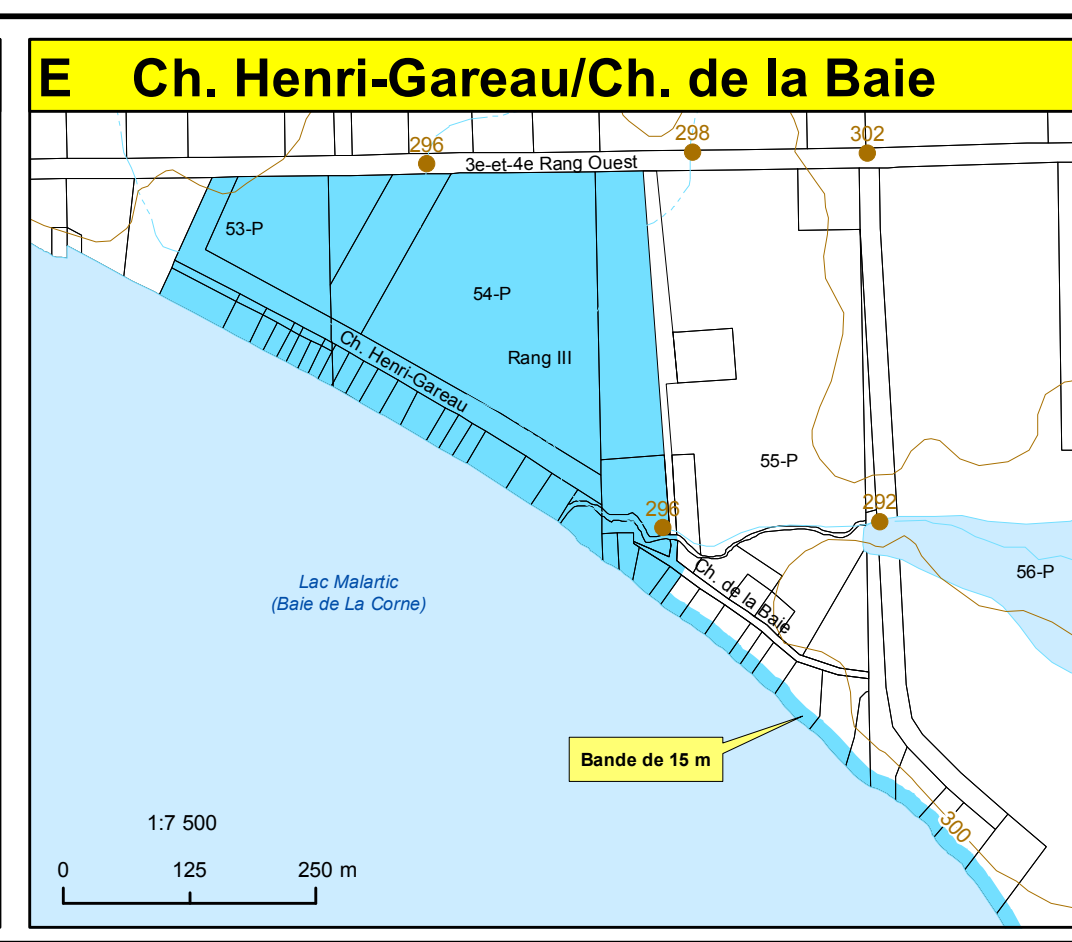 E Ch. Henri-Gareau/Ch. de la Baie
296
298
302
3e-et-4e Rang Ouest
53-P
54-P
Rang III
Ch. Henri-Gareau
55-P
296
292
56-P
Ch. de la Baie
Lac Malartic
(Baie de La Corne)
Bande de 15 m
300
1:7 500
0 125 250 m